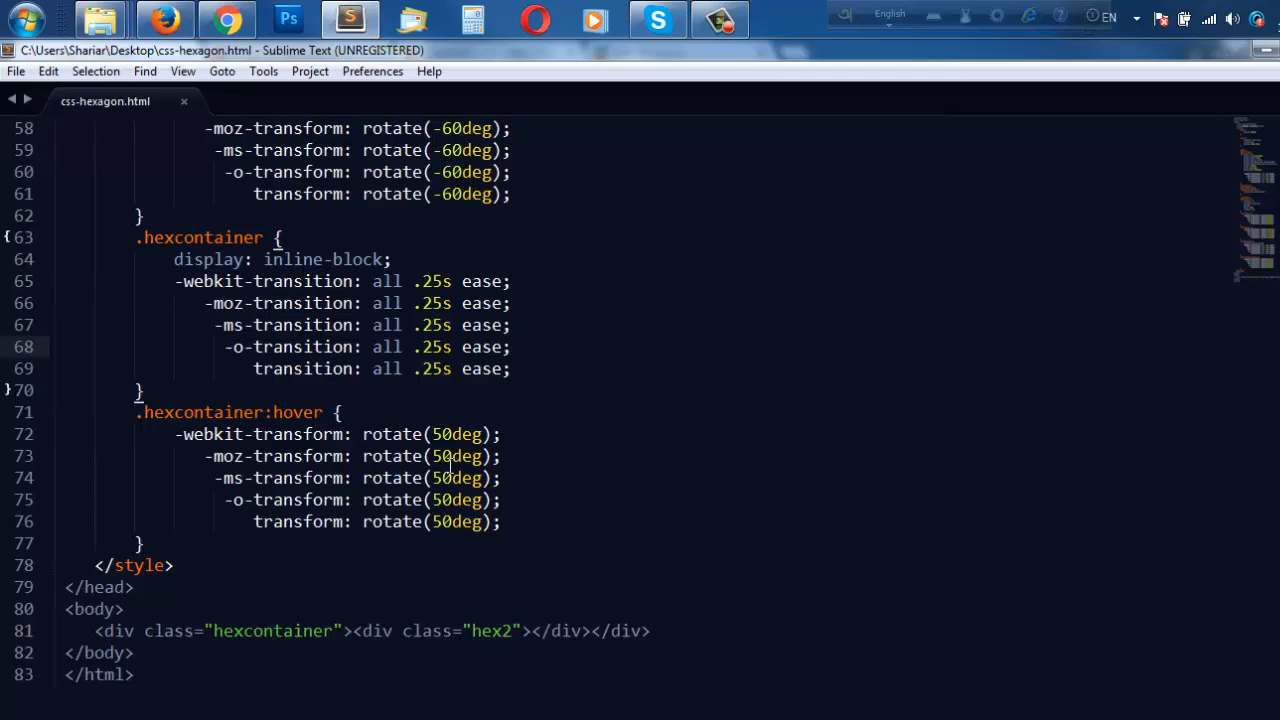 Ps
S
English
EN
C:\Users\Shariar\Desktop\css-hexagon.html - Sublime Text (UNREGISTERED)
File Edit Selection Find View Goto Tools Project Preferences Help
css-hexagon.html ×
58 -moz-transform: rotate(-60deg);
59 -ms-transform: rotate(-60deg);
60 -o-transform: rotate(-60deg);
61 transform: rotate(-60deg);
62 }
63 .hexcontainer {
64 display: inline-block;
65 -webkit-transition: all .25s ease;
66 -moz-transition: all .25s ease;
67 -ms-transition: all .25s ease;
68 -o-transition: all .25s ease;
69 transition: all .25s ease;
70 }
71 .hexcontainer:hover {
72 -webkit-transform: rotate(50deg);
73 -moz-transform: rotate(50deg);
74 -ms-transform: rotate(50deg);
75 -o-transform: rotate(50deg);
76 transform: rotate(50deg);
77 }
78 </style>
79 </head>
80 <body>
81 <div class="hexcontainer"><div class="hex2"></div></div>
82 </body>
83 </html>